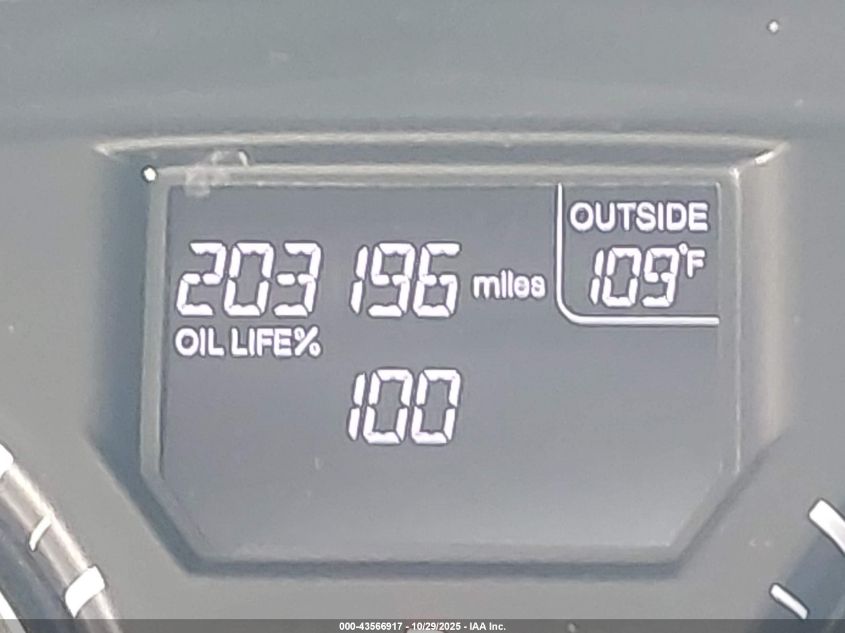 OUTSIDE
203 196 miles 109°F
OIL LIFE%
100
000-43566917 - 10/29/2025 - IAA Inc.